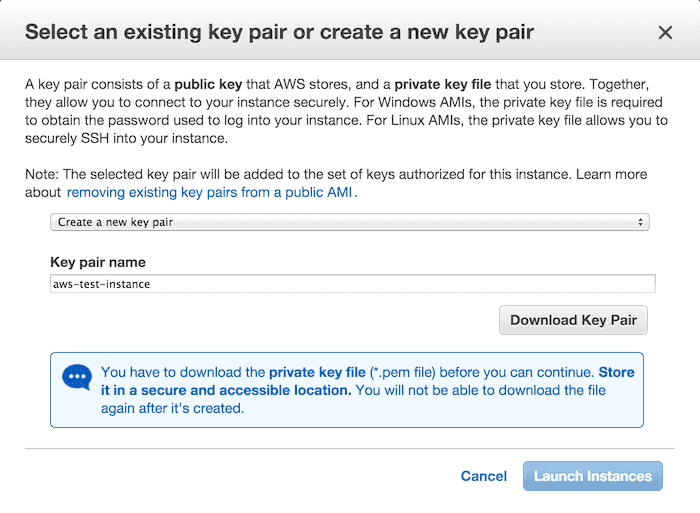 Select an existing key pair or create a new key pair
A key pair consists of a public key that AWS stores, and a private key file that you store. Together,
they allow you to connect to your instance securely. For Windows AMIs, the private key file is required
to obtain the password used to log into your instance. For Linux AMIs, the private key file allows you to
securely SSH into your instance.
Note: The selected key pair will be added to the set of keys authorized for this instance. Learn more
about removing existing key pairs from a public AMI.
Create a new key pair
Key pair name
aws-test-instance
Download Key Pair
You have to download the private key file (*.pem file) before you can continue. Store
it in a secure and accessible location. You will not be able to download the file
again after it's created.
Cancel Launch Instances